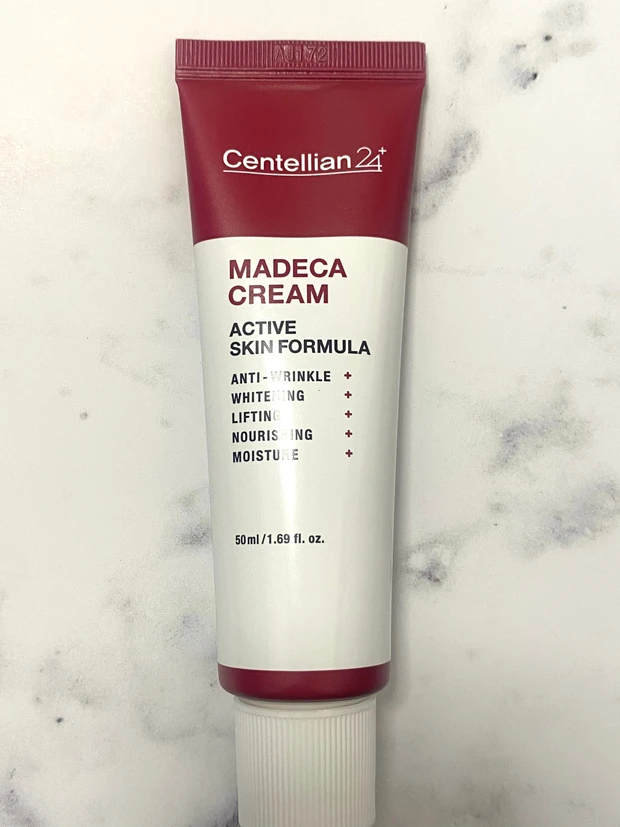 Centellian24+
MADECA
CREAM
ACTIVE
SKIN FORMULA
ANTI-WRINKLE +
WHITENING +
LIFTING +
NOURISHING +
MOISTURE +
50ml/1.69 fl. oz.